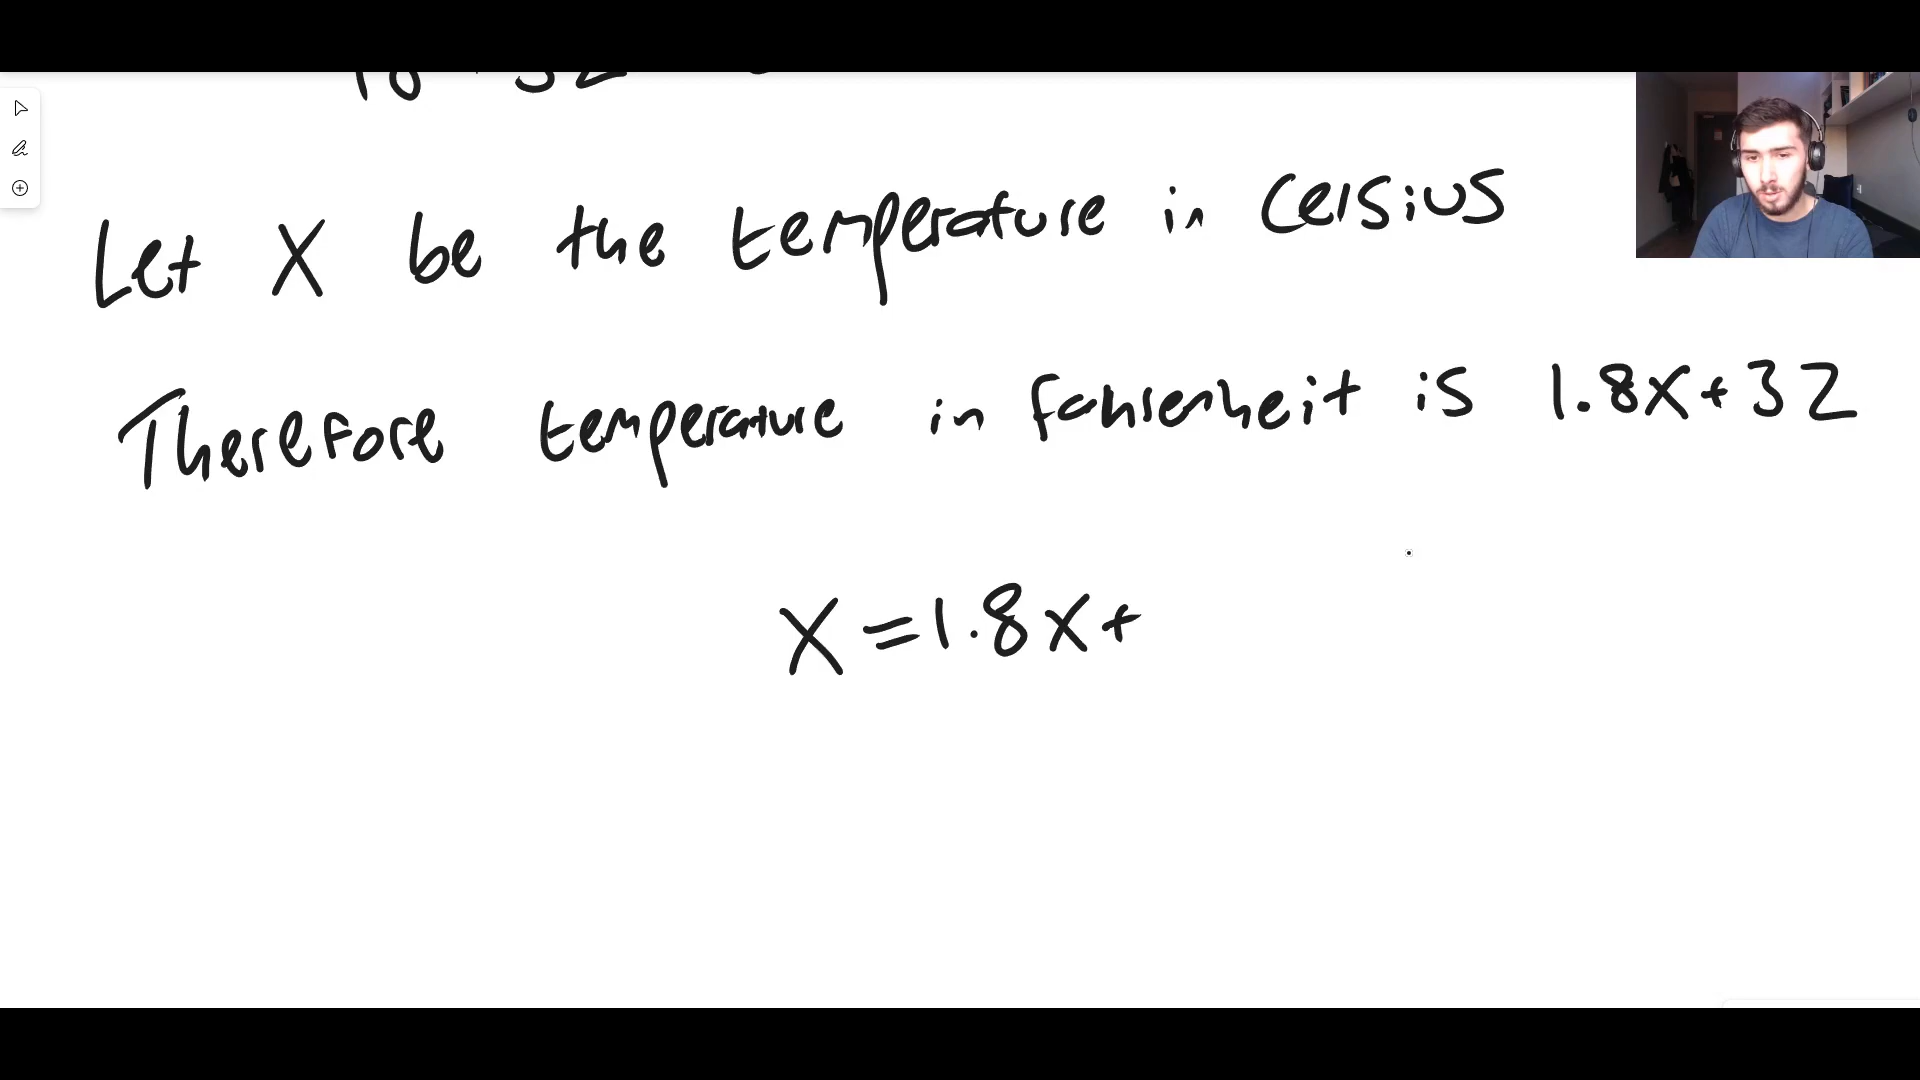 Let X be the temperature in Celsius
Therefore temperature in fahrenheit is 1.8x+32
X=1.8x+